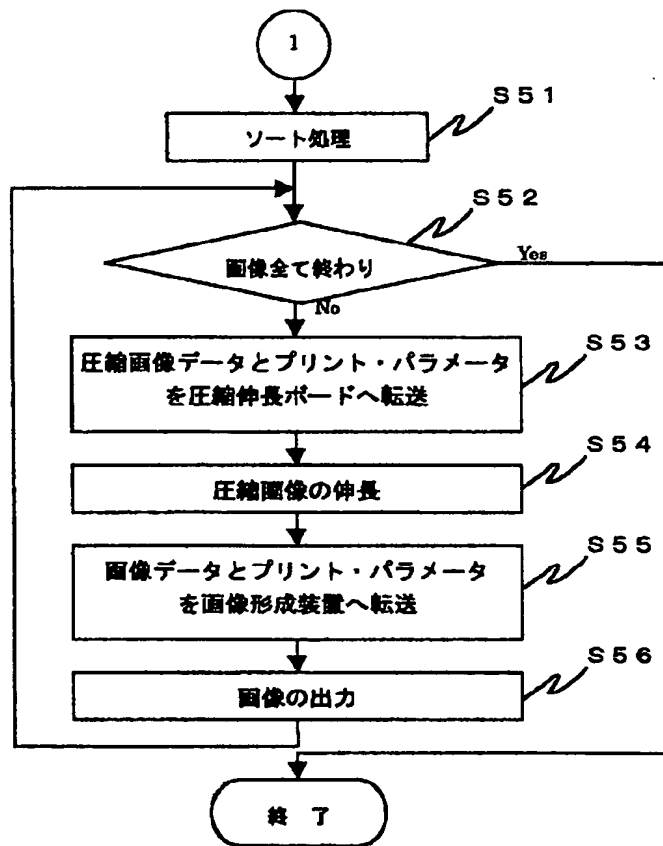 1
S51
ソート処理
S52
画像全て終わり
Yes
No
S53
圧縮画像データとプリント・パラメータ
を圧縮伸長ボードへ転送
S54
圧縮画像の伸長
S55
画像データとプリント・パラメータ
を画像形成装置へ転送
S56
画像の出力
終 了